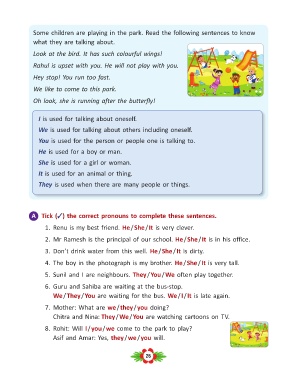 Some children are playing in the park. Read the following sentences to know
what they are talking about.
Look at the bird. It has such colourful wings!
Rahul is upset with you. He will not play with you.
Hey stop! You run too fast.
We like to come to this park.
Oh look, she is running after the butterfly!
I is used for talking about oneself.
We is used for talking about others including oneself.
You is used for the person or people one is talking to.
He is used for a boy or man.
She is used for a girl or woman.
It is used for an animal or thing.
They is used when there are many people or things.
A Tick (✓) the correct pronouns to complete these sentences.
1. Renu is my best friend. He/She/It is very clever.
2. Mr Ramesh is the principal of our school. He/She/It is in his office.
3. Don't drink water from this well. He/She/It is dirty.
4. The boy in the photograph is my brother. He/She/It is very tall.
5. Sunil and I are neighbours. They/You/We often play together.
6. Guru and Sahiba are waiting at the bus-stop.
We/They/You are waiting for the bus. We/I/It is late again.
7. Mother: What are we/they/you doing?
Chitra and Nina: They/We/You are watching cartoons on TV.
8. Rohit: Will I/you/we come to the park to play?
Asif and Amar: Yes, they/we/you will.
26